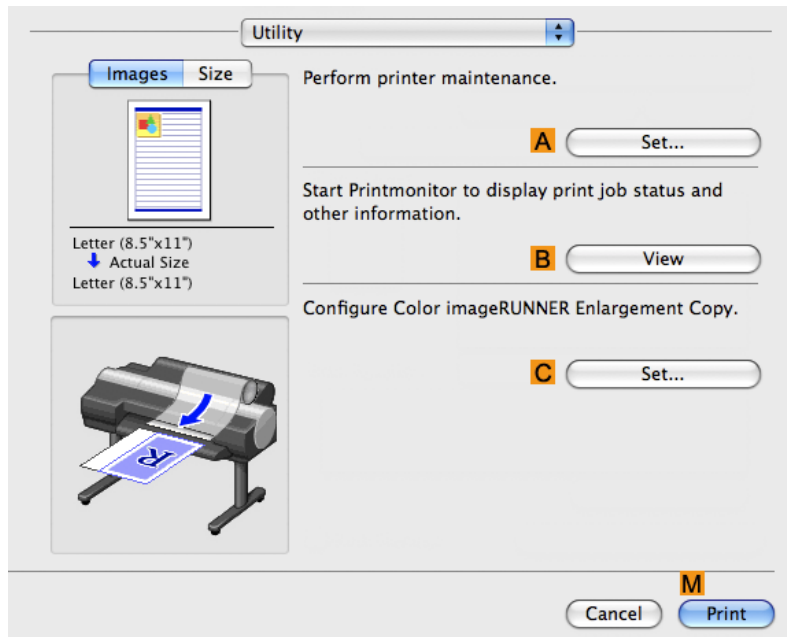 Utility
Images Size
Letter (8.5"x11")
Actual Size
Letter (8.5"x11")
R
Perform printer maintenance.
A Set...
Start Printmonitor to display print job status and
other information.
B View
Configure Color imageRUNNER Enlargement Copy.
C Set...
M
Cancel Print